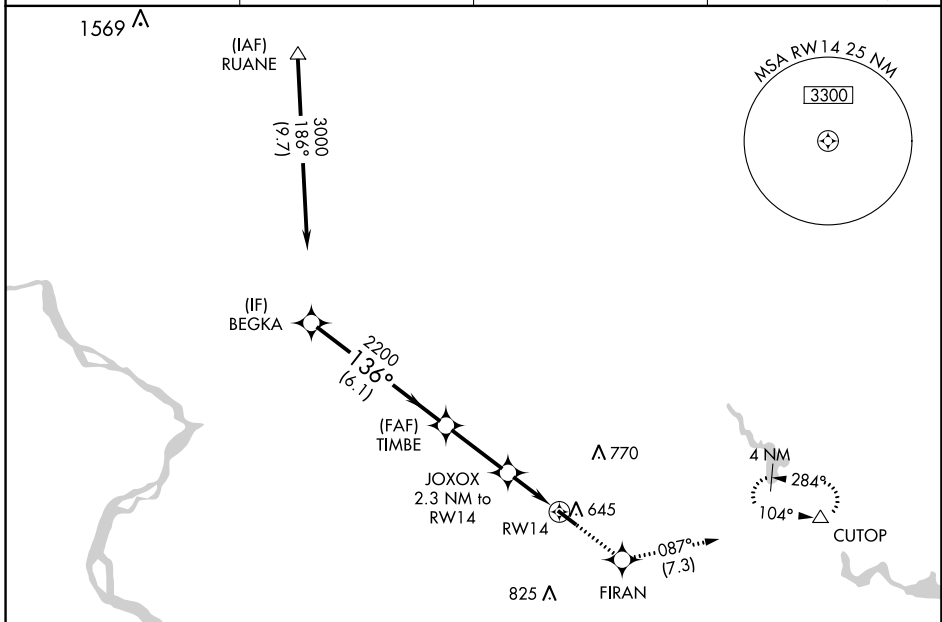 1569
(IAF)
RUANE
3000
186°
(9.7)
MSA RW14 25 NM
3300
(IF)
BEGKA
2200
136°
(6.1)
(FAF)
TIMBE
JOXOX
2.3 NM to
RW14
770
645
RW14
4 NM
284°
104°
CUTOP
087°
(7.3)
FIRAN
825